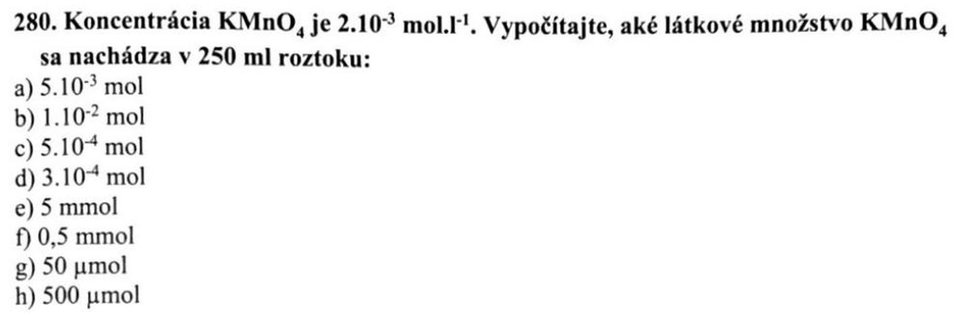 280. Koncentrácia KMnO₄ je 2.10⁻³ mol.l⁻¹. Vypočítajte, aké látkové množstvo KMnO₄
sa nachádza v 250 ml roztoku:
a) 5.10⁻³ mol
b) 1.10⁻² mol
c) 5.10⁻⁴ mol
d) 3.10⁻⁴ mol
e) 5 mmol
f) 0,5 mmol
g) 50 µmol
h) 500 µmol